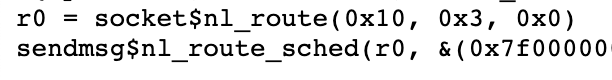 r0 = socket$nl_route(0x10, 0x3, 0x0)
sendmsg$nl_route_sched(r0, &(0x7f00000